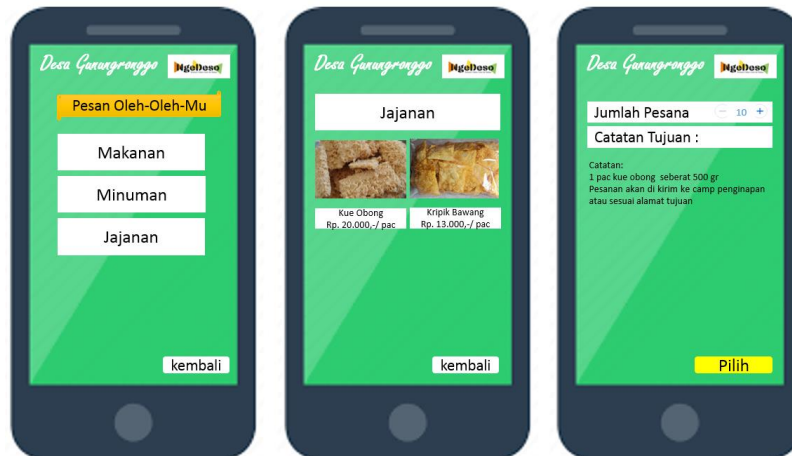 Desa Gunungronggo
NgeDeso
Pesan Oleh-Oleh-Mu
Makanan
Minuman
Jajanan
kembali
Desa Gunungronggo
NgeDeso
Jajanan
Kue Obong
Rp. 20.000,-/ pac
Kripik Bawang
Rp. 13.000,-/ pac
kembali
Desa Gunungronggo
NgeDeso
Jumlah Pesana - 10 +
Catatan Tujuan :
Catatan:
1 pac kue obong seberat 500 gr
Pesanan akan di kirim ke camp penginapan
atau sesuai alamat tujuan
Pilih